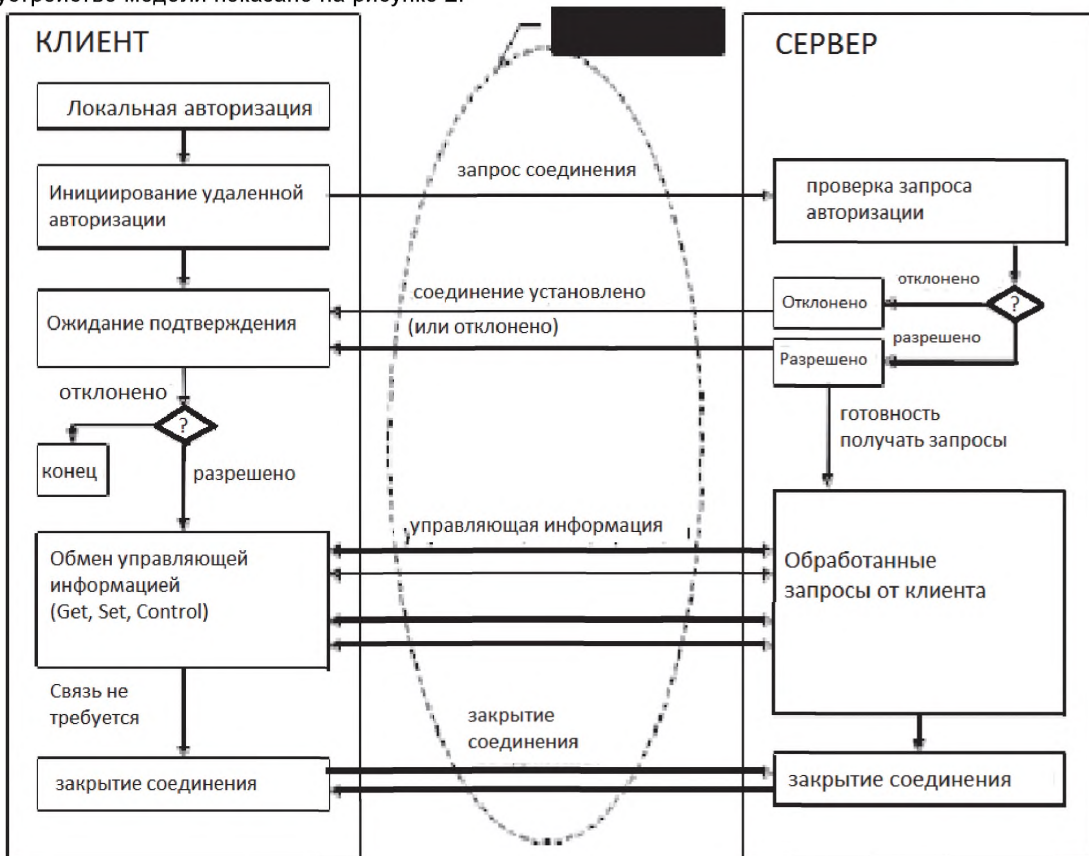 устройство модели показано на рисунке 2.
КЛИЕНТ
СЕРВЕР
Локальная авторизация
Инициирование удаленной
авторизации
запрос соединения
проверка запроса
авторизации
отклонено
?
Отклонено
соединение установлено
(или отклонено)
Ожидание подтверждения
разрешено
Разрешено
отклонено
?
конец
разрешено
готовность
получать запросы
управляющая информация
Обмен управляющей
информацией
(Get, Set, Control)
Обработанные
запросы от клиента
Связь не
требуется
закрытие
соединения
закрытие соединения
закрытие соединения